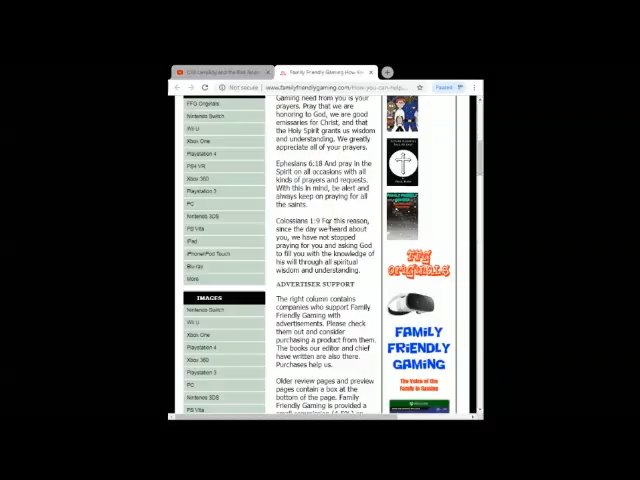 Family Friendly Gaming How
Not secure
www.familyfriendlygaming.com/How-you-can-help...
Paused
FFG Originals
Nintendo Switch
Wii U
Xbox One
Playstation 4
PS4 VR
Xbox 360
Playstation 3
PC
Nintendo 3DS
PS Vita
iPad
iPhone/iPod Touch
Blu-ray
More
IMAGES
Nintendo Switch
Wii U
Xbox One
Playstation 4
Xbox 360
Playstation 3
PC
Nintendo 3DS
PS Vita
Gaming need from you is your
prayers. Pray that we are
honoring to God, we are good
emissaries for Christ, and that
the Holy Spirit grants us wisdom
and understanding. We greatly
appreciate all of your prayers.
Ephesians 6:18 And pray in the
Spirit on all occasions with all
kinds of prayers and requests.
With this in mind, be alert and
always keep on praying for all
the saints.
Colossians 1:9 For this reason,
since the day we heard about
you, we have not stopped
praying for you and asking God
to fill you with the knowledge of
his will through all spiritual
wisdom and understanding.
ADVERTISER SUPPORT
The right column contains
companies who support Family
Friendly Gaming with
advertisements. Please check
them out and consider
purchasing a product from them.
The books our editor and chief
have written are also there.
Purchases help us.
Older review pages and preview
pages contain a box at the
bottom of the page. Family
Friendly Gaming is provided a
FFG
ORIGINALS
FAMILY
FRIENDLY
GAMING
The Voice of the
Family in Gaming